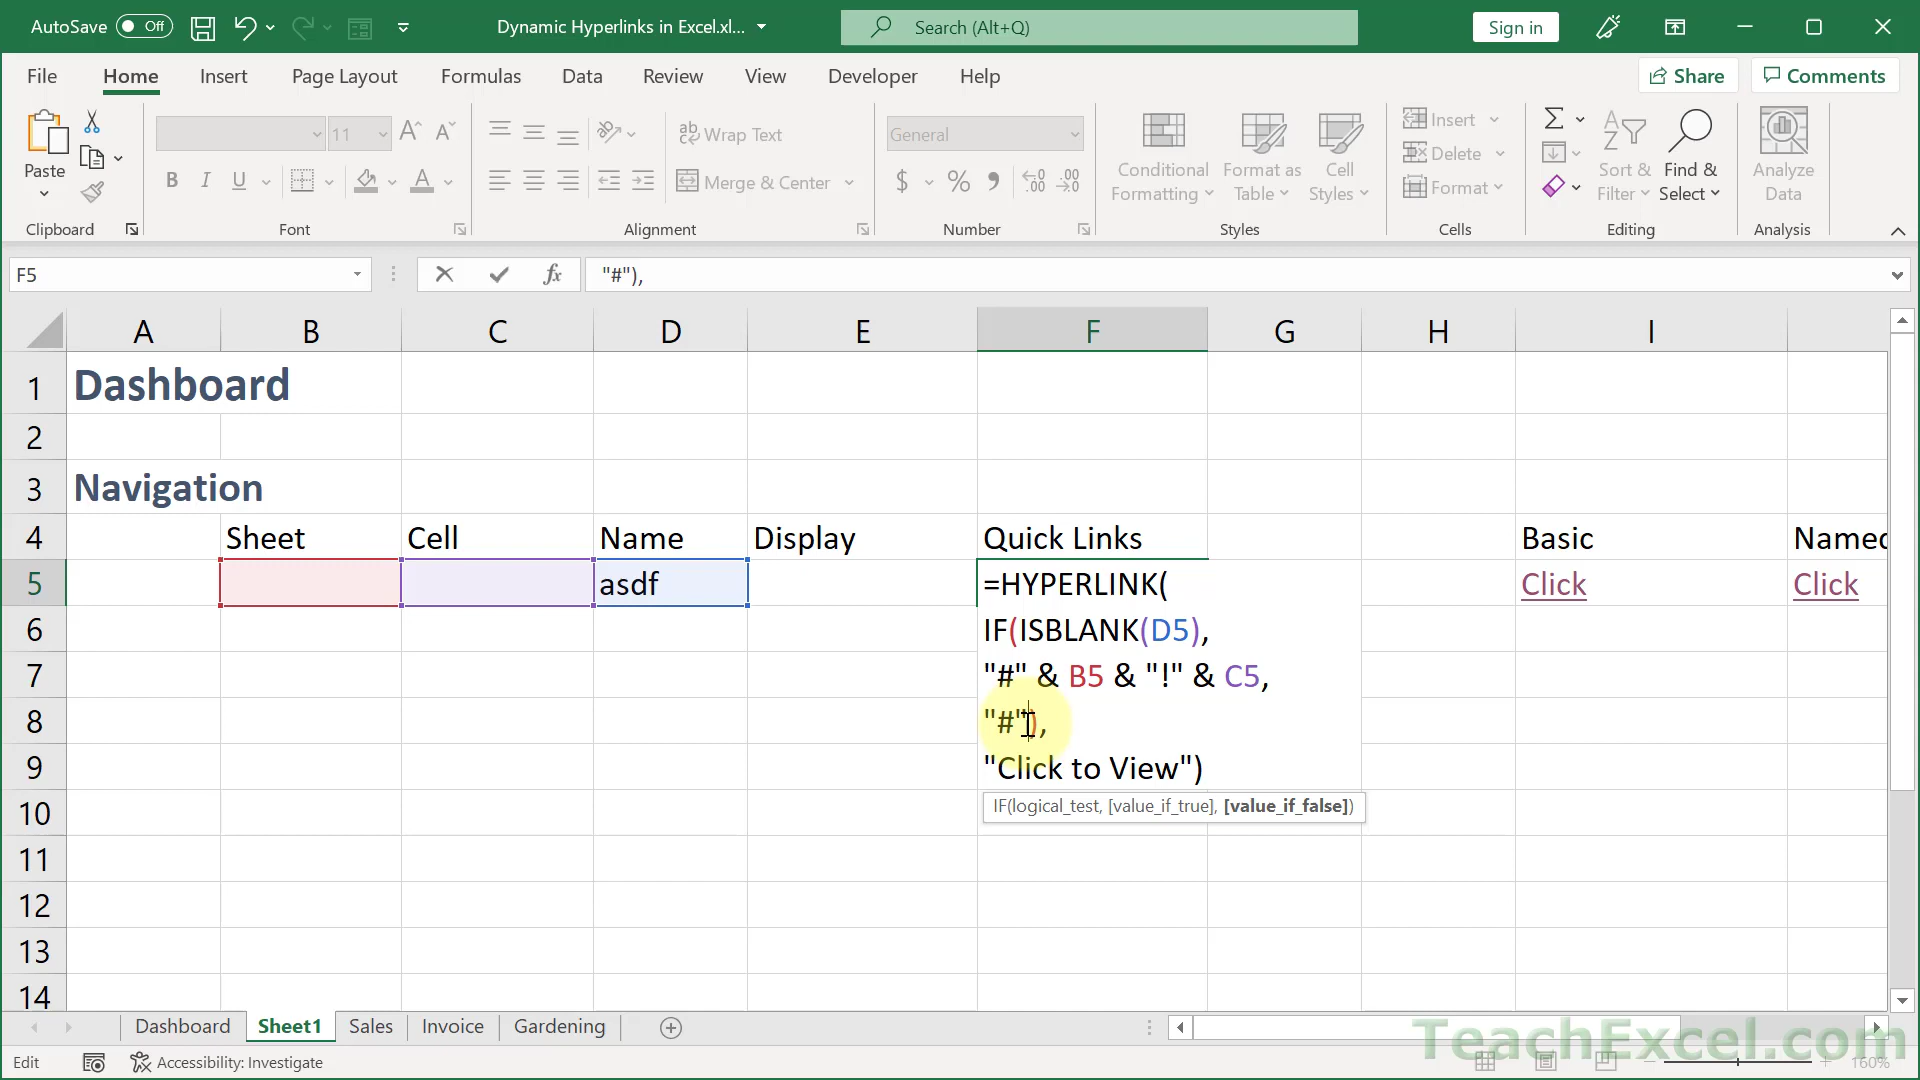 AutoSave Off Dynamic Hyperlinks in Excel.xl... Search (Alt+Q) Sign in
File Home Insert Page Layout Formulas Data Review View Developer Help Share Comments
Paste
11
Wrap Text
General
Conditional Formatting
Format as Table
Cell Styles
Insert
Delete
Format
Sort & Filter
Find & Select
Analyze Data
B I U
Merge & Center
$ % 9
Clipboard Font Alignment Number Styles Cells Editing Analysis
F5 fx "#"),
A B C D E F G H I
1 Dashboard
2
3 Navigation
4 Sheet Cell Name Display Quick Links Basic Named
5 asdf =HYPERLINK( Click Click
6 IF(ISBLANK(D5),
7 "#" & B5 & "!" & C5,
8 "#"),
9 "Click to View")
10 IF(logical_test, [value_if_true], [value_if_false])
11
12
13
14
Dashboard Sheet1 Sales Invoice Gardening
TeachExcel.com
Edit Accessibility: Investigate 160%